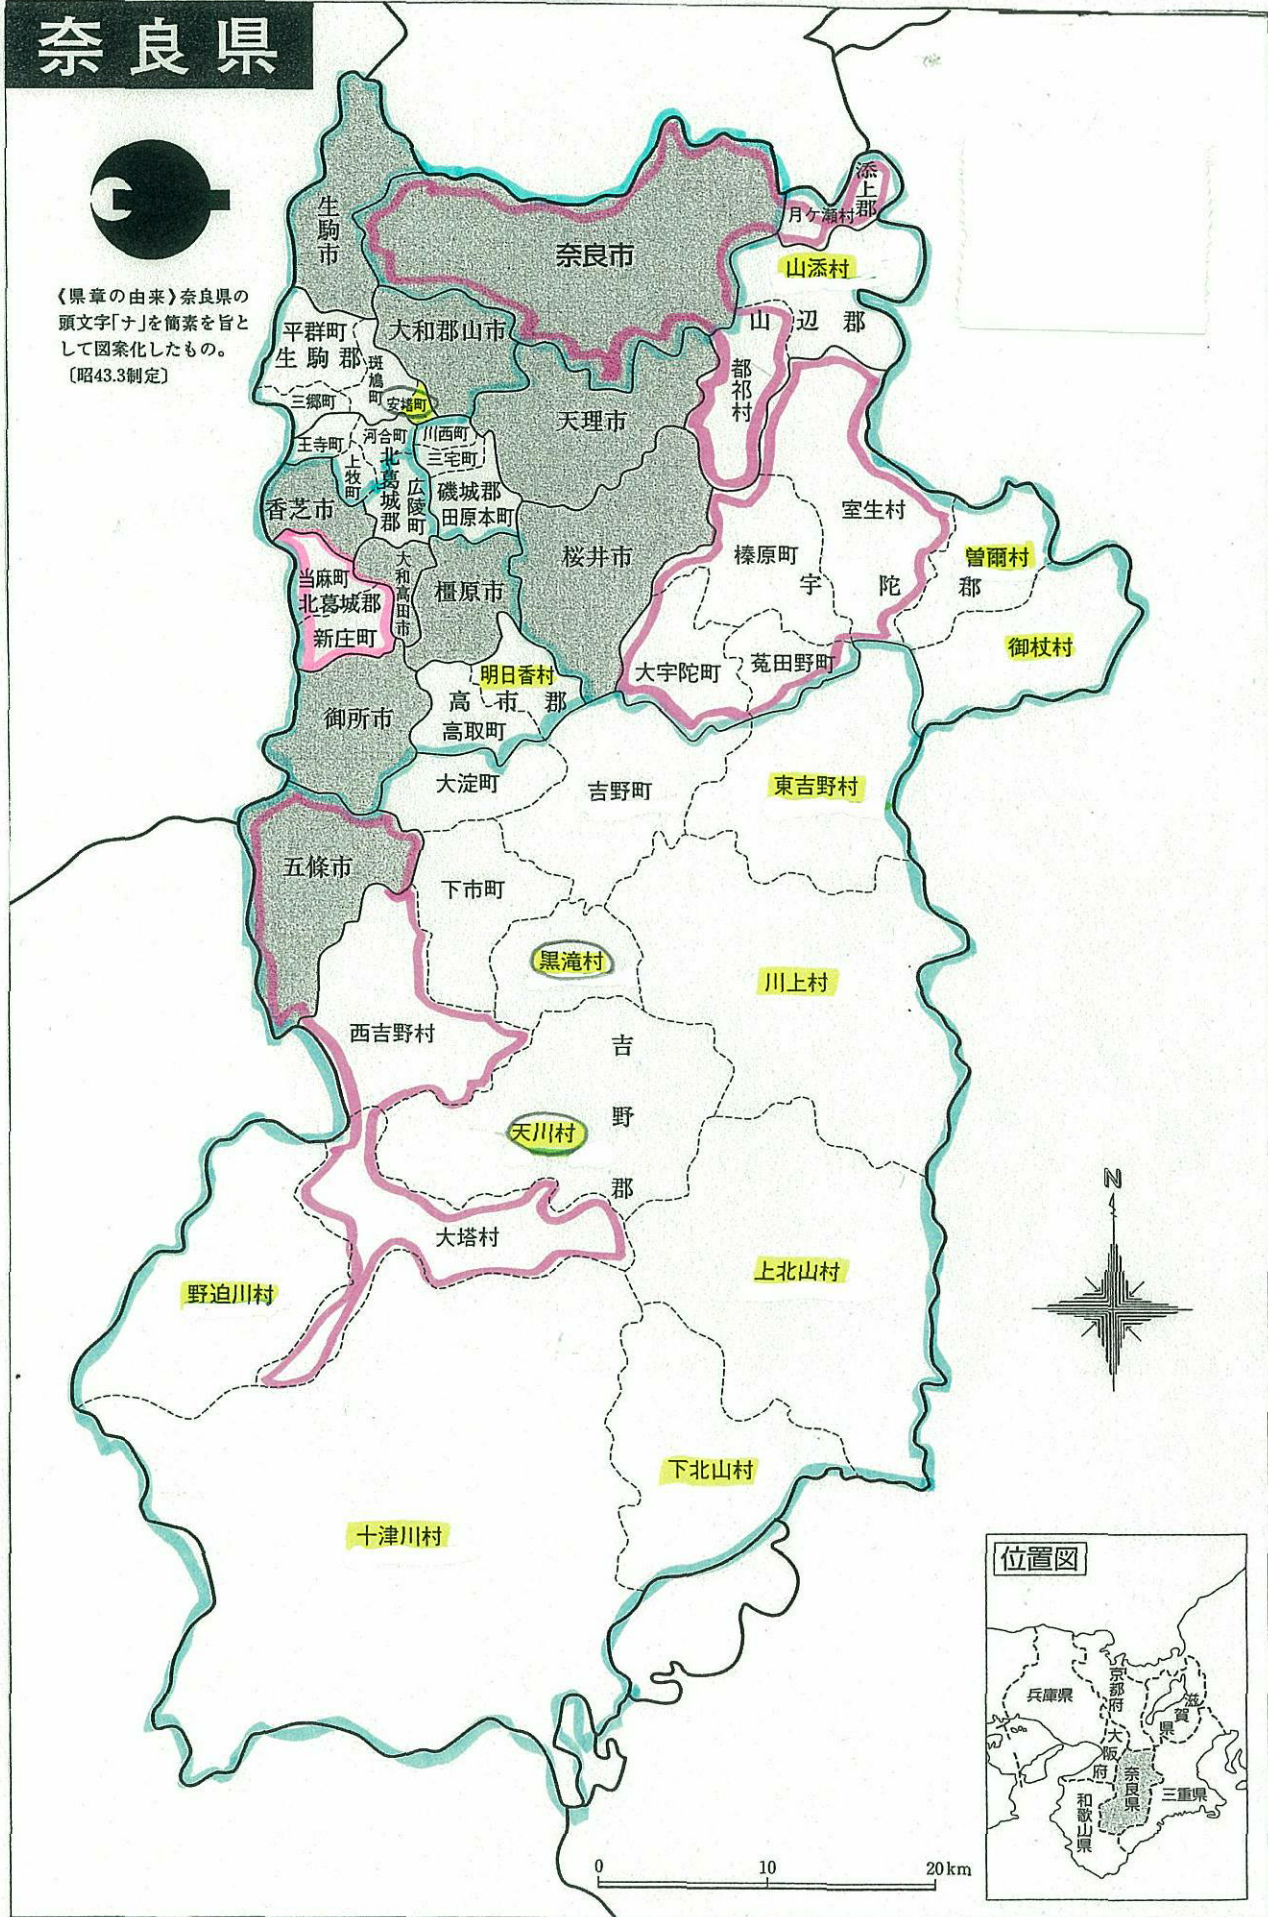 奈良県
《県章の由来》奈良県の
頭文字「ナ」を簡素を旨と
して図案化したもの。
〔昭43.3制定〕
生駒市
奈良市
添上郡
月ケ瀬村
山添村
山辺郡
都祁村
平群町
生駒郡
斑鳩町
大和郡山市
三郷町
安堵町
天理市
王寺町
河合町
川西町
三宅町
上牧町
北葛城郡
広陵町
磯城郡
田原本町
香芝市
桜井市
室生村
榛原町
宇陀郡
曽爾村
御杖村
当麻町
北葛城郡
新庄町
大和高田市
橿原市
大宇陀町
菟田野町
明日香村
高市郡
高取町
御所市
大淀町
吉野町
東吉野村
五條市
下市町
黒滝村
川上村
西吉野村
吉野郡
天川村
大塔村
野迫川村
上北山村
下北山村
十津川村
N
位置図
兵庫県
京都府
滋賀県
大阪府
奈良県
三重県
和歌山県
0 10 20km